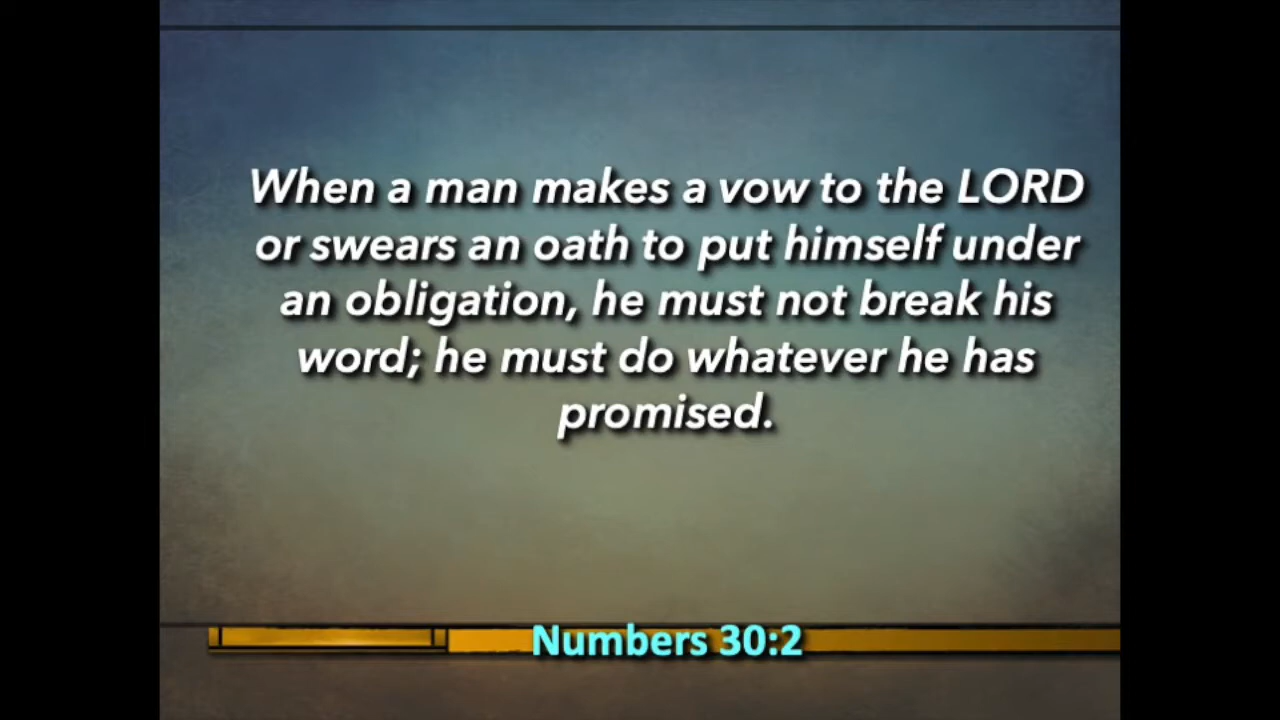 When a man makes a vow to the LORD
or swears an oath to put himself under
an obligation, he must not break his
word; he must do whatever he has
promised.
Numbers 30:2